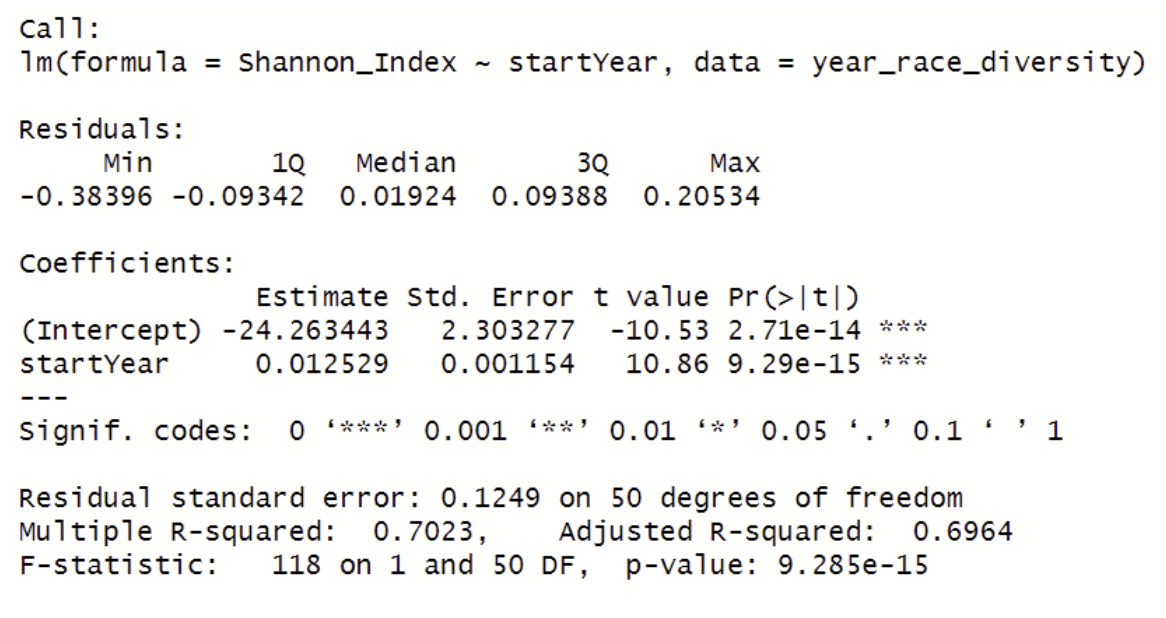 Call:
lm(formula = Shannon_Index ~ startYear, data = year_race_diversity)
Residuals:
Min 1Q Median 3Q Max
-0.38396 -0.09342 0.01924 0.09388 0.20534
Coefficients:
Estimate Std. Error t value Pr(>|t|)
(Intercept) -24.263443 2.303277 -10.53 2.71e-14 ***
startYear 0.012529 0.001154 10.86 9.29e-15 ***
---
Signif. codes: 0 ‘***’ 0.001 ‘**’ 0.01 ‘*’ 0.05 ‘.’ 0.1 ‘ ’ 1
Residual standard error: 0.1249 on 50 degrees of freedom
Multiple R-squared: 0.7023, Adjusted R-squared: 0.6964
F-statistic: 118 on 1 and 50 DF, p-value: 9.285e-15